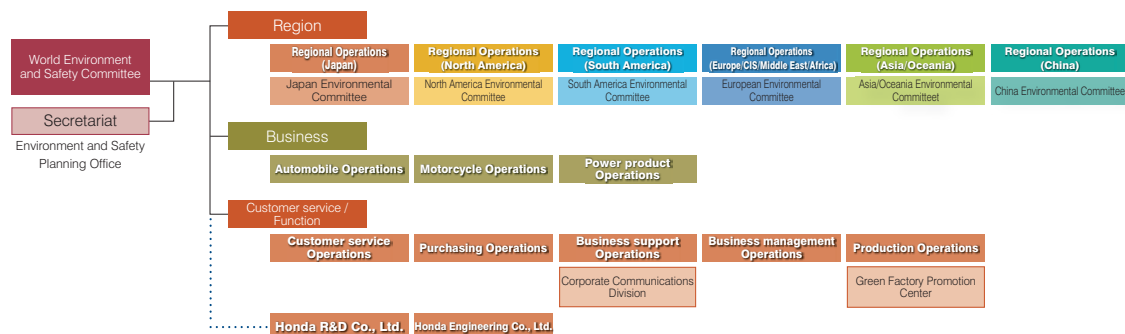 Region
World Environment
and Safety Committee
Secretariat
Environment and Safety
Planning Office
Regional Operations
(Japan)
Regional Operations
(North America)
Regional Operations
(South America)
Regional Operations
(Europe/CIS/Middle East/Africa)
Regional Operations
(Asia/Oceania)
Regional Operations
(China)
Japan Environmental
Committee
North America Environmental
Committee
South America Environmental
Committee
European Environmental
Committee
Asia/Oceania Environmental
Committeet
China Environmental Committee
Business
Automobile Operations
Motorcycle Operations
Power product
Operations
Customer service /
Function
Customer service
Operations
Purchasing Operations
Business support
Operations
Business management
Operations
Production Operations
Corporate Communications
Division
Green Factory Promotion
Center
Honda R&D Co., Ltd.
Honda Engineering Co., Ltd.